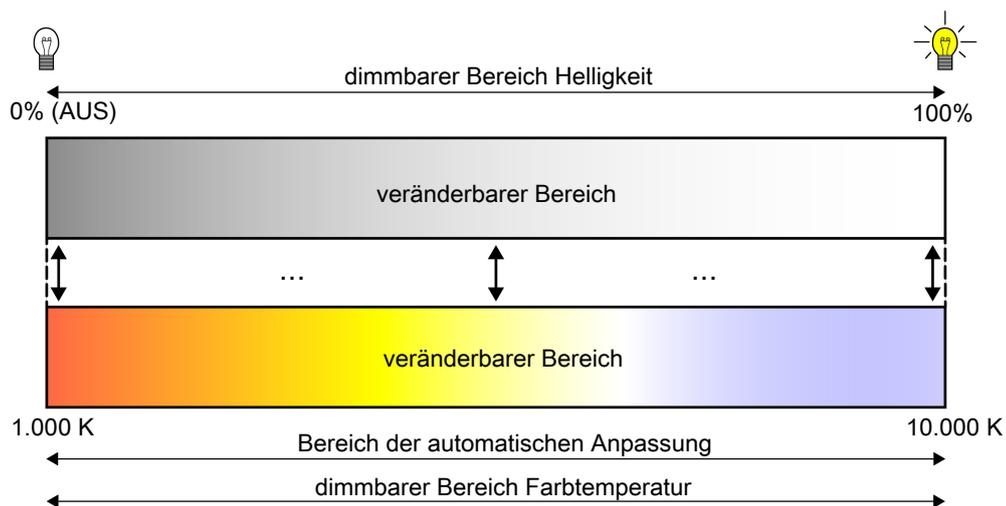 dimmbarer Bereich Helligkeit
0% (AUS)
100%
veränderbarer Bereich
... ...
veränderbarer Bereich
1.000 K
10.000 K
Bereich der automatischen Anpassung
dimmbarer Bereich Farbtemperatur